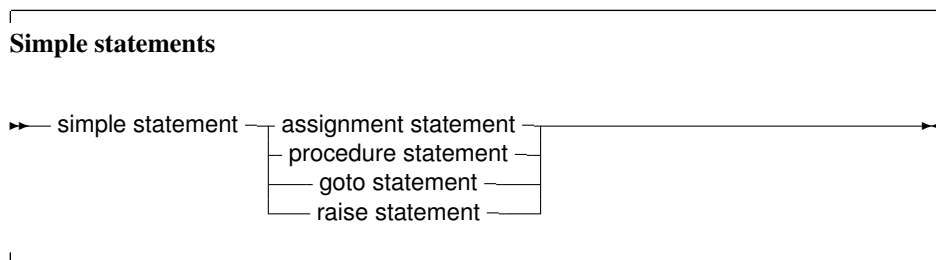 Simple statements
simple statement assignment statement
procedure statement
goto statement
raise statement